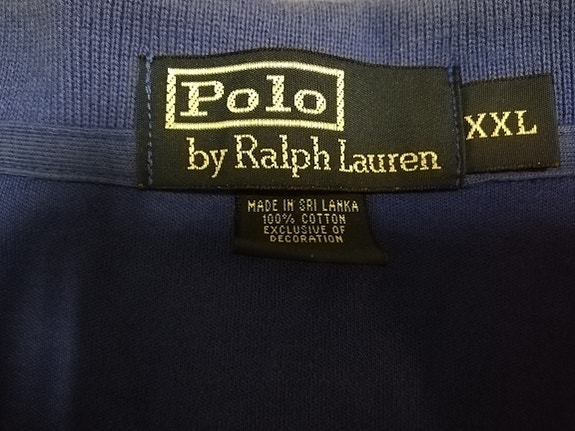 Polo
by Ralph Lauren
XXL
MADE IN SRI LANKA
100% COTTON
EXCLUSIVE OF
DECORATION